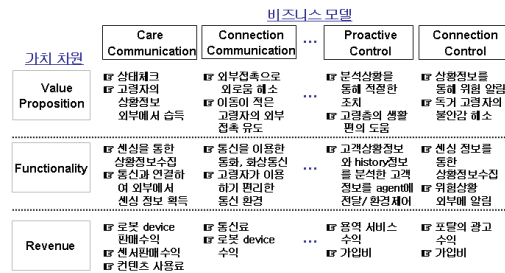 비즈니스 모델
가치 차원
Care Communication
Connection Communication
...
Proactive Control
Connection Control
Value Proposition
☞ 상태체크
☞ 고령자의
상황정보
외부에서 습득
☞ 외부접촉으로
외로움 해소
☞ 이동이 적은
고령자의 외부
접촉 유도
...
☞ 분석상황을
통해 적절한
조치
☞ 고령층의 생활
편의 도움
☞ 상황정보를
통해 위험 알림
☞ 독거 고령자의
불안감 해소
Functionality
☞ 센싱을 통한
상황정보수집
☞ 통신과 연결하
여 외부에서
센싱 정보 획득
☞ 통신을 이용한
통화, 화상통신
☞ 고령자가 이용
하기 편리한
통신 환경
...
☞ 고객상황정보
와 history정보
를 분석한 고객
정보를 agent에
전달/ 환경제어
☞ 센싱 정보를
통한
상황정보수집
☞ 위험상황
외부에 알림
Revenue
☞ 로봇 device
판매수익
☞ 센서판매수익
☞ 컨텐츠 사용료
☞ 통신료
☞ 로봇 device
수익
...
☞ 용역 서비스
수익
☞ 가입비
☞ 포탈의 광고
수익
☞ 가입비